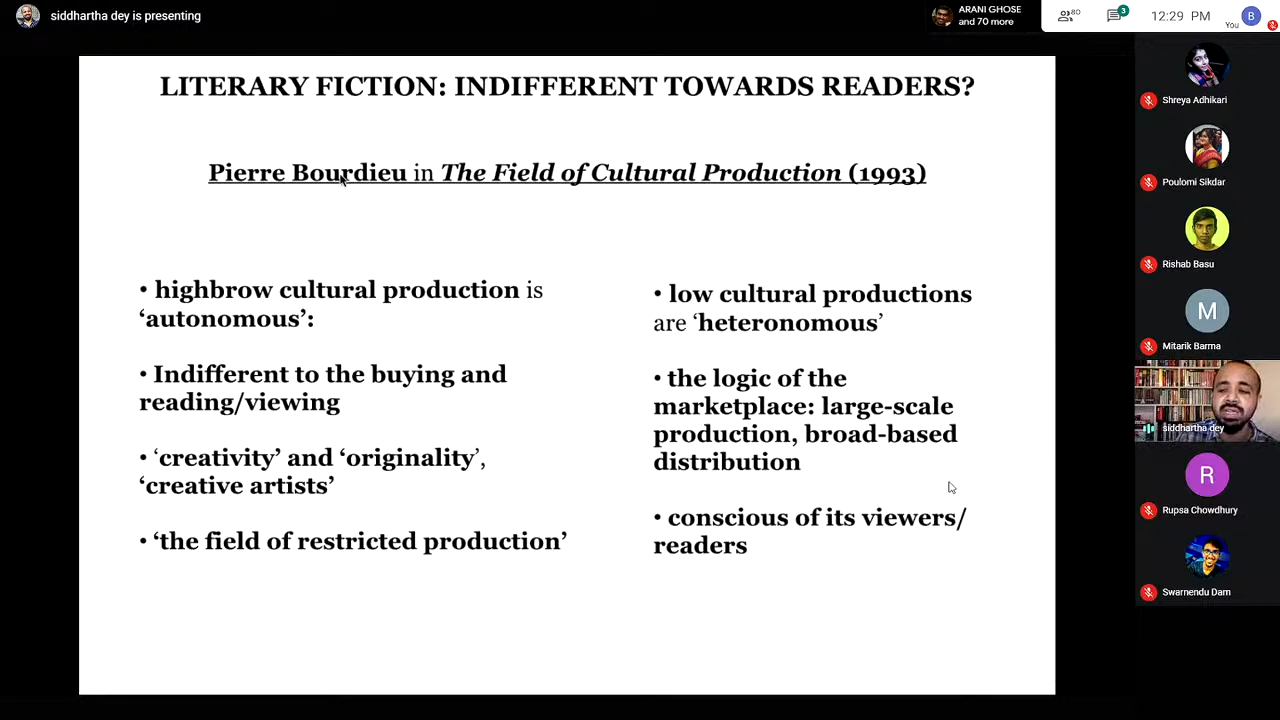 siddhartha dey is presenting
ARANI GHOSE
and 70 more
80
3
12:29 PM
You
B
LITERARY FICTION: INDIFFERENT TOWARDS READERS?
Pierre Bourdieu in The Field of Cultural Production (1993)
• highbrow cultural production is
‘autonomous’:
• Indifferent to the buying and
reading/viewing
• ‘creativity’ and ‘originality’,
‘creative artists’
• ‘the field of restricted production’
• low cultural productions
are ‘heteronomous’
• the logic of the
marketplace: large-scale
production, broad-based
distribution
• conscious of its viewers/
readers
Shreya Adhikari
Poulomi Sikdar
Rishab Basu
M
Mitarik Barma
siddhartha dey
R
Rupsa Chowdhury
Swarnendu Dam